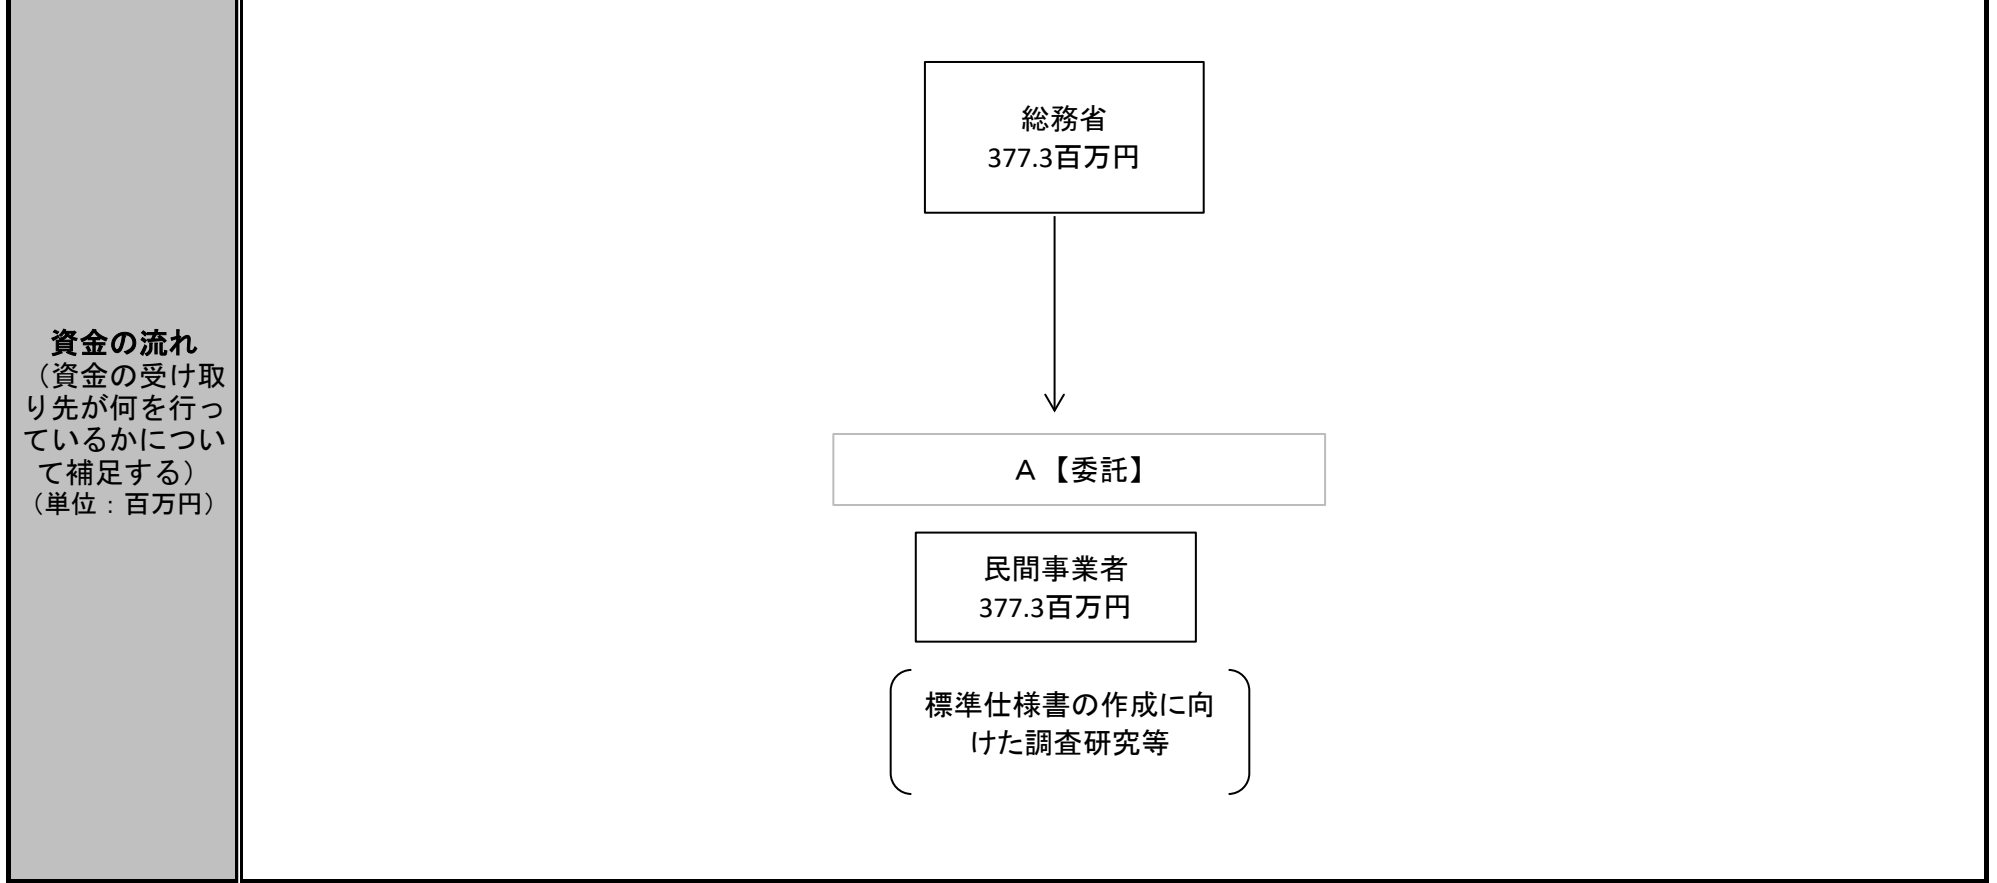 資金の流れ
（資金の受け取
り先が何を行っ
ているかについ
て補足する）
（単位：百万円）
総務省
377.3百万円
Ａ【委託】
民間事業者
377.3百万円
標準仕様書の作成に向
けた調査研究等